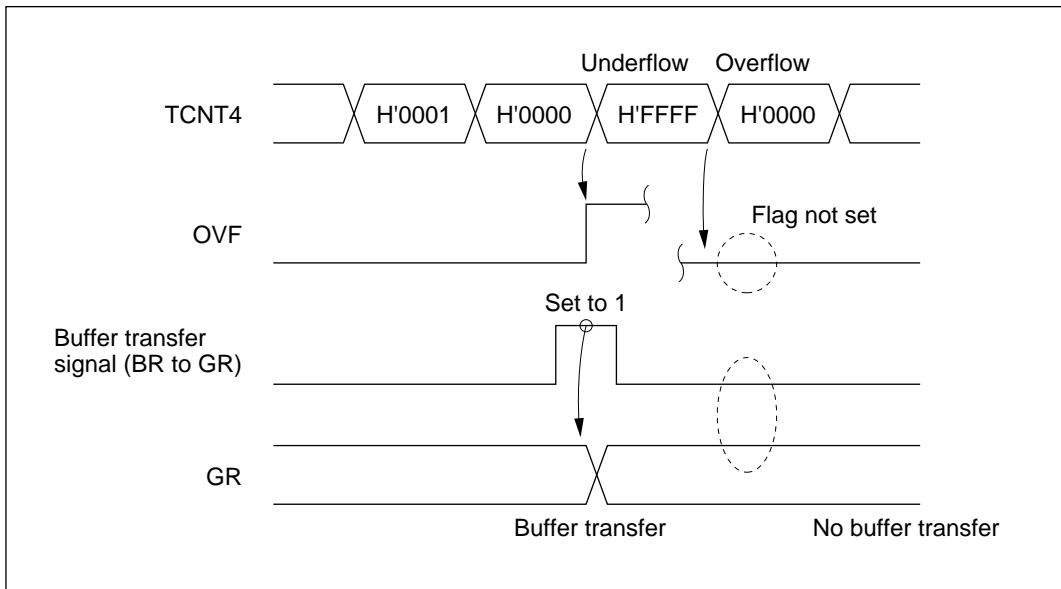 Underflow Overflow
TCNT4 H'0001 H'0000 H'FFFF H'0000
OVF
Flag not set
Set to 1
Buffer transfer
signal (BR to GR)
GR
Buffer transfer No buffer transfer